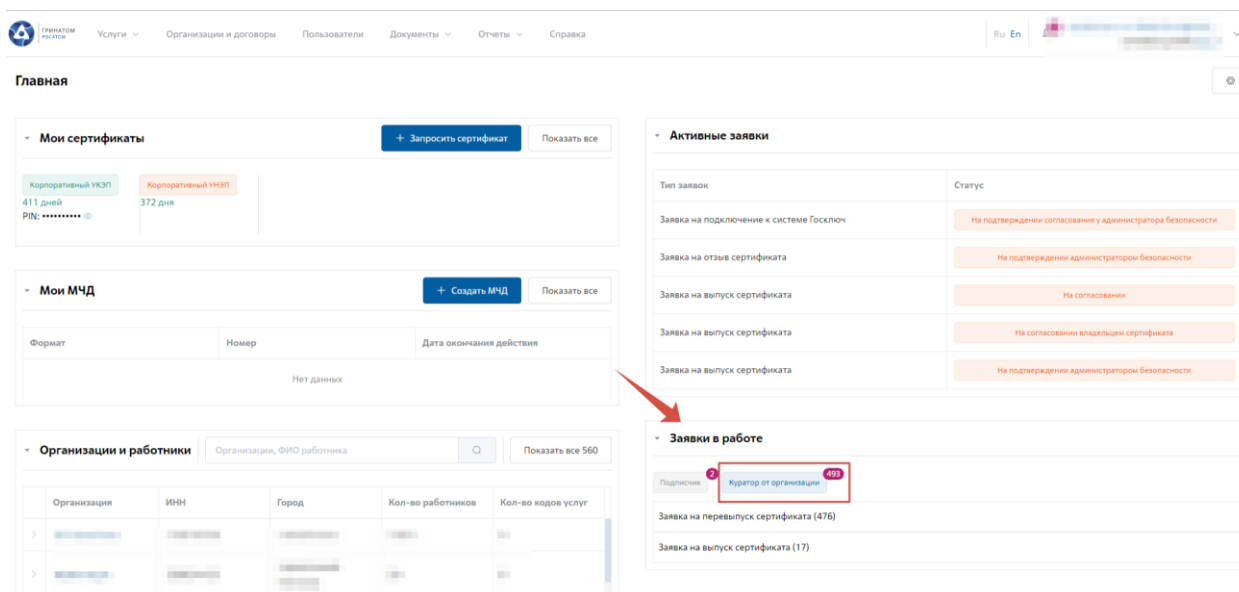 ГРИНАТОМ
РОСАТОМ
Услуги
Организации и договоры
Пользователи
Документы
Отчеты
Справка
Ru En
Главная
Мои сертификаты
+ Запросить сертификат
Показать все
Корпоративный УКЭП
Корпоративный УНЭП
411 дней
372 дня
PIN: ••••••••••
Мои МЧД
+ Создать МЧД
Показать все
Формат
Номер
Дата окончания действия
Нет данных
Организации и работники
Организация, ФИО работника
Показать все 560
Организация
ИНН
Город
Кол-во работников
Кол-во кодов услуг
Активные заявки
Тип заявок
Статус
Заявка на подключение к системе Госключ
На подтверждении согласования у администратора безопасности
Заявка на отзыв сертификата
На подтверждении администратором безопасности
Заявка на выпуск сертификата
На согласовании
Заявка на выпуск сертификата
На согласовании владельцем сертификата
Заявка на выпуск сертификата
На подтверждении администратором безопасности
Заявки в работе
Подписчик
2
Куратор от организации
493
Заявка на перевыпуск сертификата (476)
Заявка на выпуск сертификата (17)